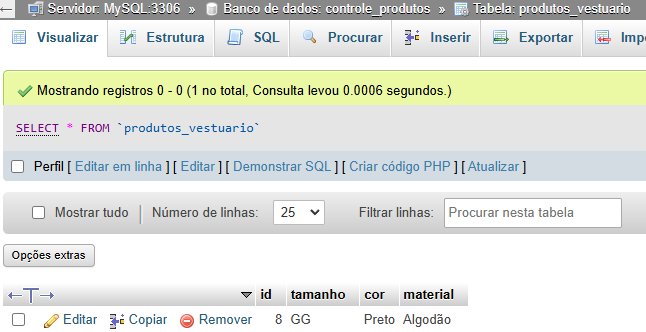 Servidor: MySQL:3306 » Banco de dados: controle_produtos » Tabela: produtos_vestuario
Visualizar Estrutura SQL Procurar Inserir Exportar
Mostrando registros 0 - 0 (1 no total, Consulta levou 0.0006 segundos.)
SELECT * FROM `produtos_vestuario`
Perfil [ Editar em linha ] [ Editar ] [ Demonstrar SQL ] [ Criar código PHP ] [ Atualizar ]
Mostrar tudo Número de linhas: 25 Filtrar linhas: Procurar nesta tabela
Opções extras
id tamanho cor material
Editar Copiar Remover 8 GG Preto Algodão